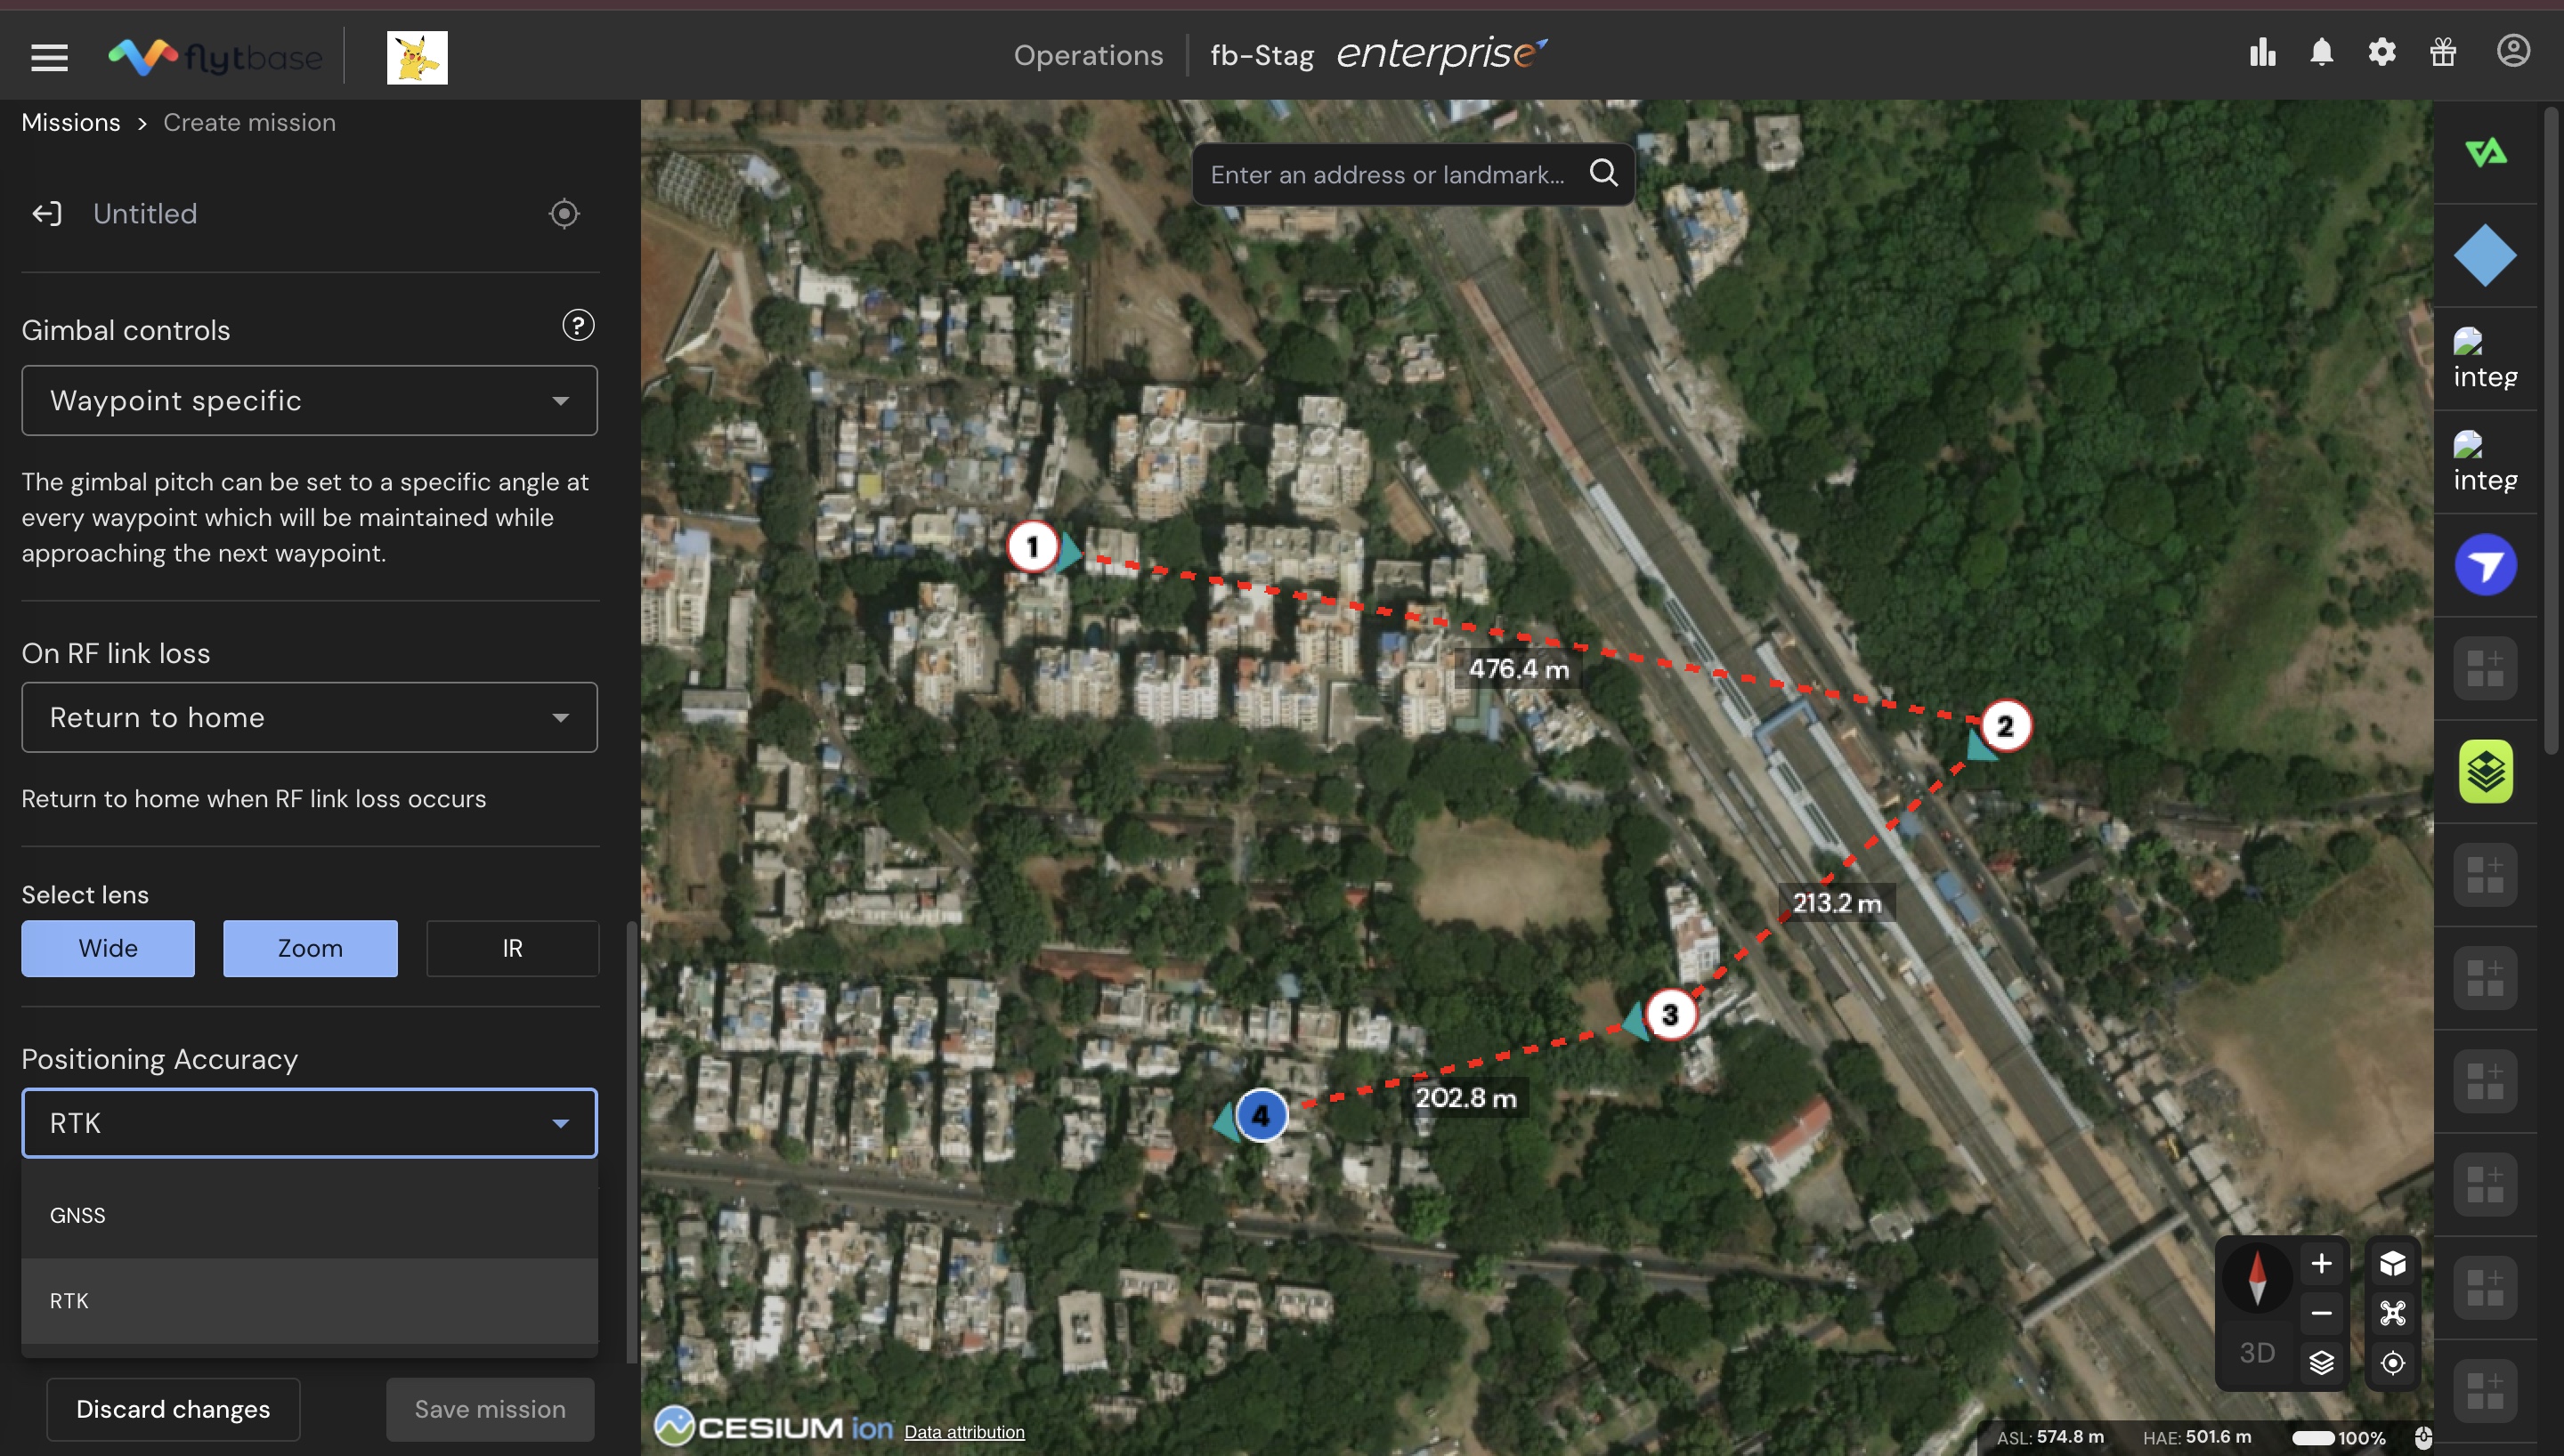 flytbase
Operations
fb-Stag
enterprise
Missions > Create mission
Untitled
Gimbal controls
?
Waypoint specific
The gimbal pitch can be set to a specific angle at
every waypoint which will be maintained while
approaching the next waypoint.
On RF link loss
Return to home
Return to home when RF link loss occurs
Select lens
Wide
Zoom
IR
Positioning Accuracy
RTK
GNSS
RTK
Discard changes
Save mission
Enter an address or landmark...
1
476.4 m
2
213.2 m
3
202.8 m
4
integ
integ
3D
CESIUM ion
Data attribution
ASL: 574.8 m
HAE: 501.6 m
100%